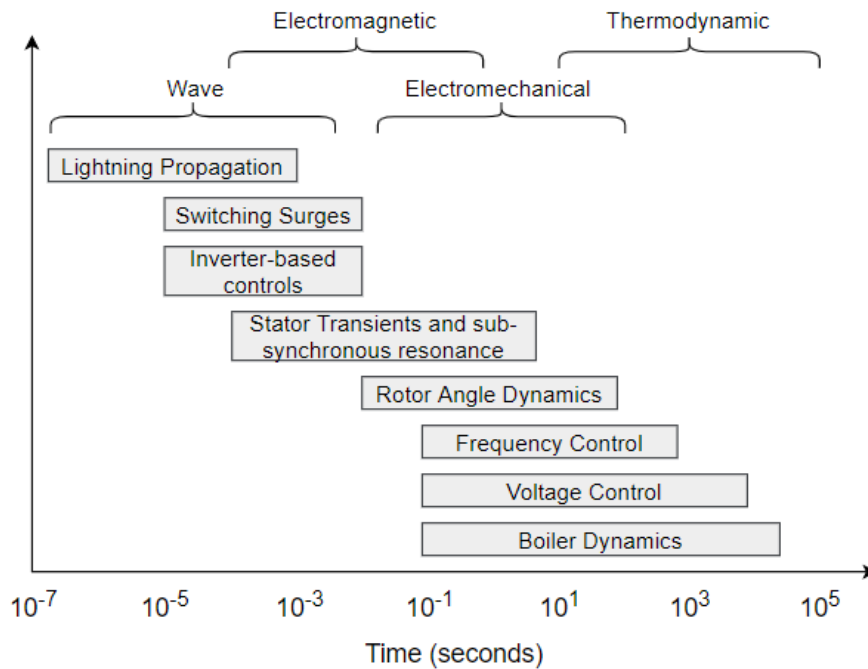 Electromagnetic
Thermodynamic
Wave
Electromechanical
Lightning Propagation
Switching Surges
Inverter-based
controls
Stator Transients and sub-
synchronous resonance
Rotor Angle Dynamics
Frequency Control
Voltage Control
Boiler Dynamics
10⁻⁷ 10⁻⁵ 10⁻³ 10⁻¹ 10¹ 10³ 10⁵
Time (seconds)